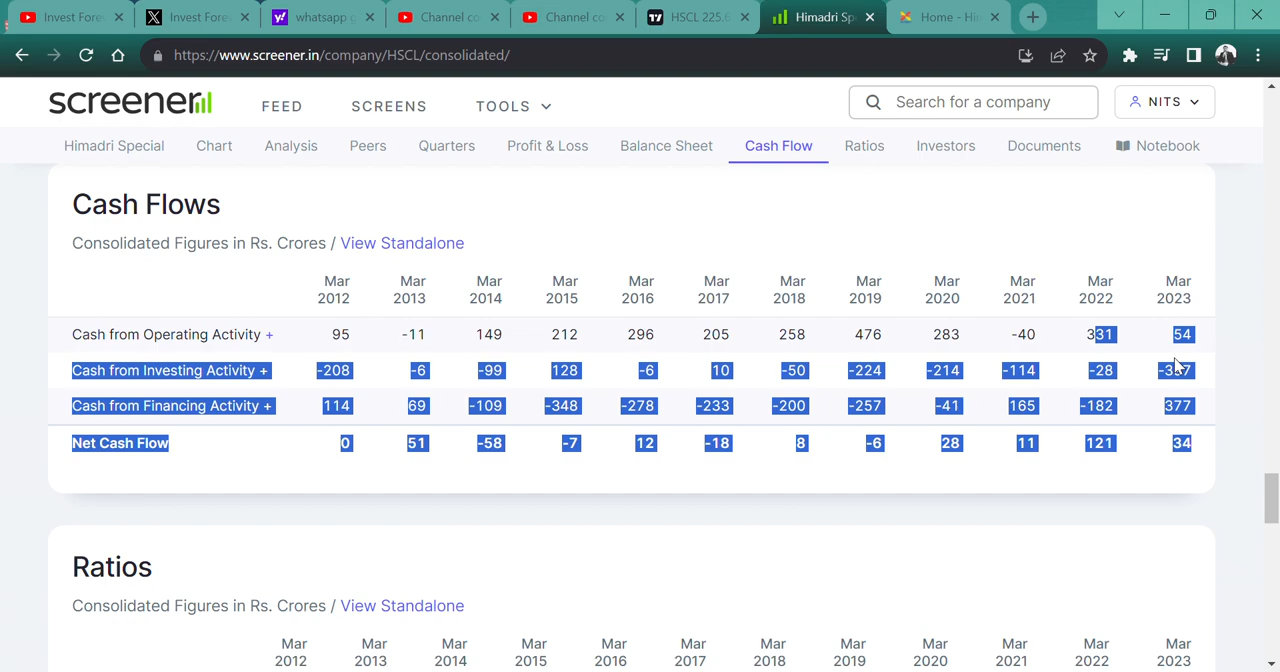 Invest Fore
Invest Fore
whatsapp g
Channel co
Channel co
HSCL 225.6
Himadri Sp
Home - Him
https://www.screener.in/company/HSCL/consolidated/
screener
FEED
SCREENS
TOOLS
Search for a company
NITS
Himadri Special Chart Analysis Peers Quarters Profit & Loss Balance Sheet Cash Flow Ratios Investors Documents Notebook
Cash Flows
Consolidated Figures in Rs. Crores / View Standalone
Mar 2012 Mar 2013 Mar 2014 Mar 2015 Mar 2016 Mar 2017 Mar 2018 Mar 2019 Mar 2020 Mar 2021 Mar 2022 Mar 2023
Cash from Operating Activity + 95 -11 149 212 296 205 258 476 283 -40 331 54
Cash from Investing Activity + -208 -6 -99 128 -6 10 -50 -224 -214 -114 -28
Cash from Financing Activity + 114 69 -109 -348 -278 -233 -200 -257 -41 165 -182 377
Net Cash Flow 0 51 -58 -7 12 -18 8 -6 28 11 121 34
Ratios
Consolidated Figures in Rs. Crores / View Standalone
Mar 2012 Mar 2013 Mar 2014 Mar 2015 Mar 2016 Mar 2017 Mar 2018 Mar 2019 Mar 2020 Mar 2021 Mar 2022 Mar 2023